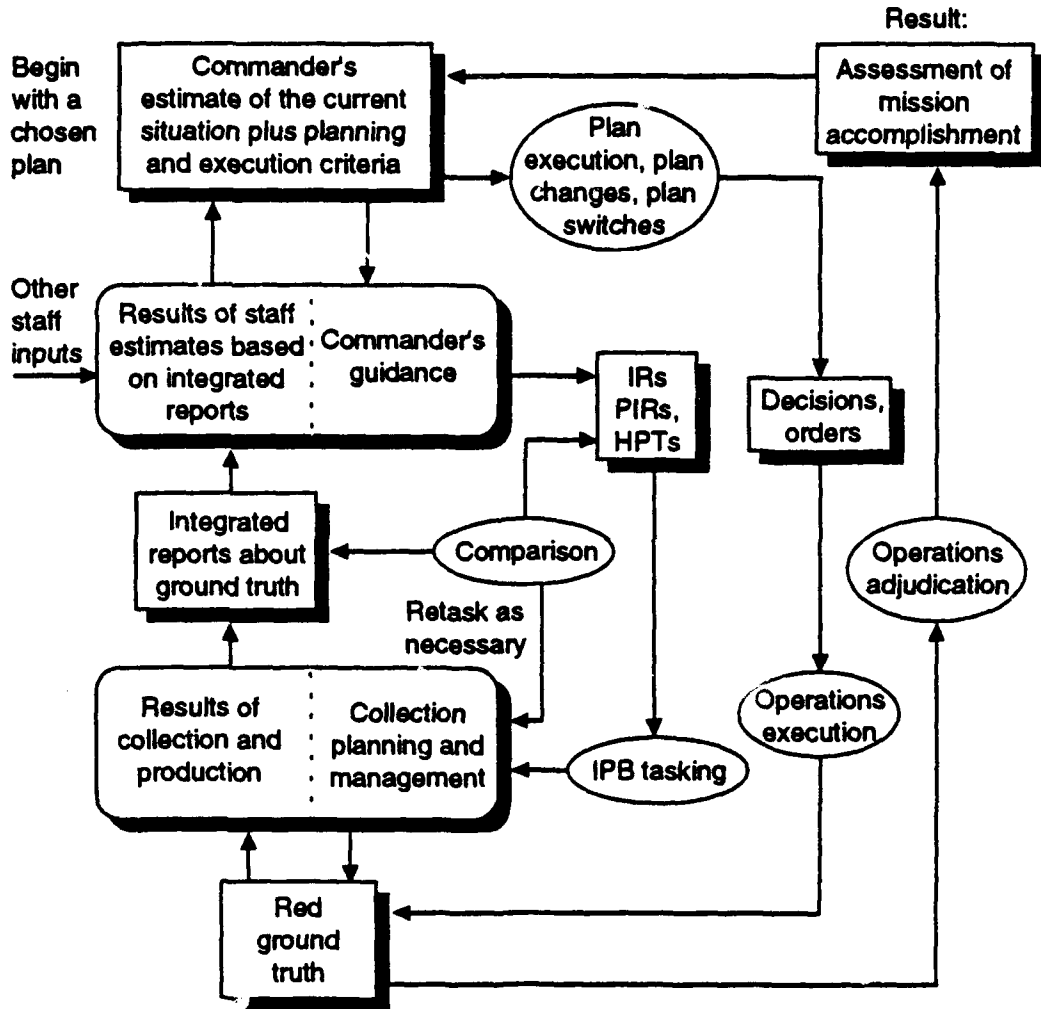 Result:
Begin
with a
chosen
plan
Commander's
estimate of the current
situation plus planning
and execution criteria
Assessment of
mission
accomplishment
Plan
execution, plan
changes, plan
switches
Other
staff
inputs
Results of staff
estimates based
on integrated
reports
Commander's
guidance
IRs
PIRs,
HPTs
Decisions,
orders
Integrated
reports about
ground truth
Comparison
Operations
adjudication
Retask as
necessary
Results of
collection and
production
Collection
planning and
management
IPB tasking
Operations
execution
Red
ground
truth